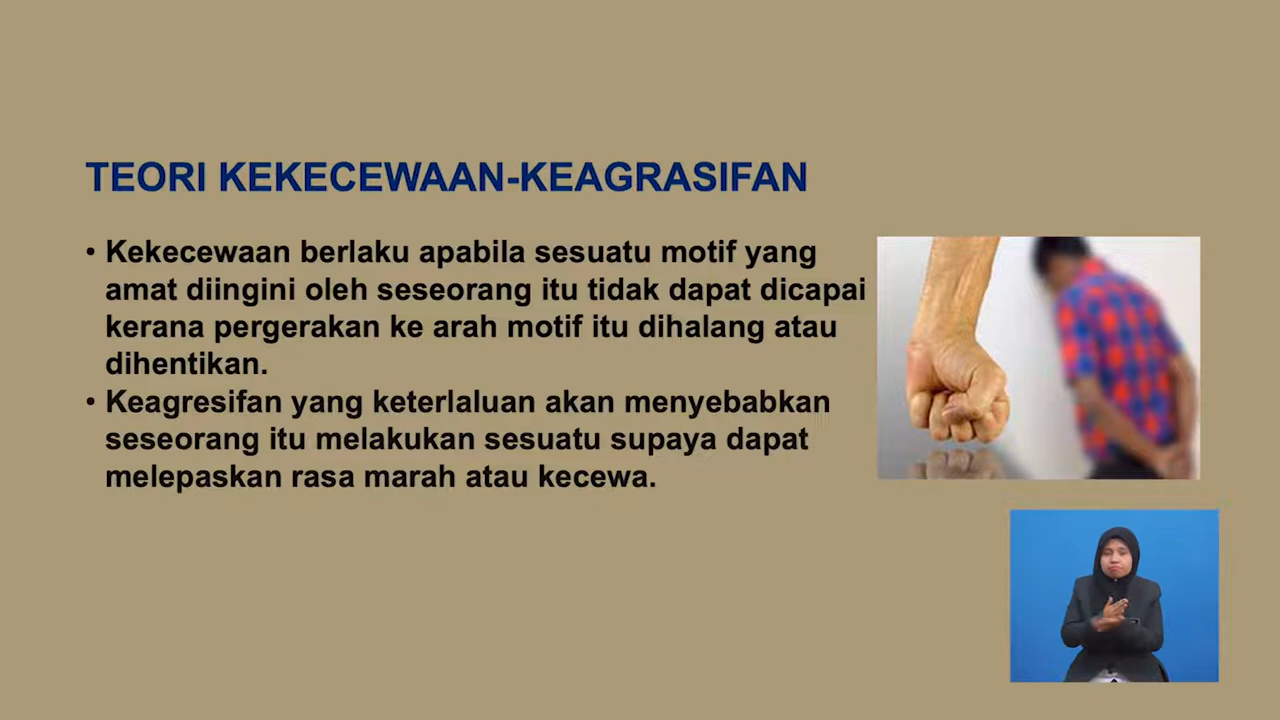 TEORI KEKECEWAAN-KEAGRASIFAN
• Kekecewaan berlaku apabila sesuatu motif yang
amat diingini oleh seseorang itu tidak dapat dicapai
kerana pergerakan ke arah motif itu dihalang atau
dihentikan.
• Keagresifan yang keterlaluan akan menyebabkan
seseorang itu melakukan sesuatu supaya dapat
melepaskan rasa marah atau kecewa.